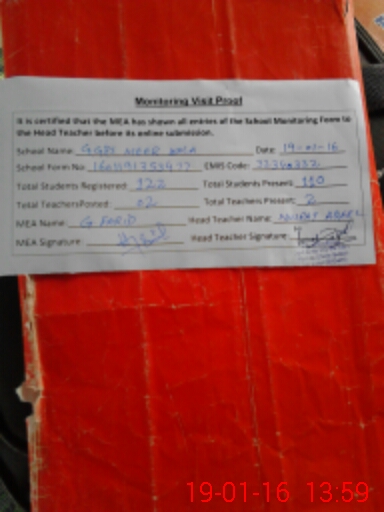 Monitoring Visit Proof
It is certified that the MEA has shown all entries of the School Monitoring Form to
the Head Teacher before its online submission.
School Name: GGPS MEER WALA Date: 19-01-16
School Form No: EMIS Code:
Total Students Registered: 122 Total Students Present: 110
Total Teachers Posted: 02 Total Teachers Present: 2
MEA Name: G FARID Head Teacher Name:
MEA Signature: Head Teacher Signature:
19-01-16 13:59